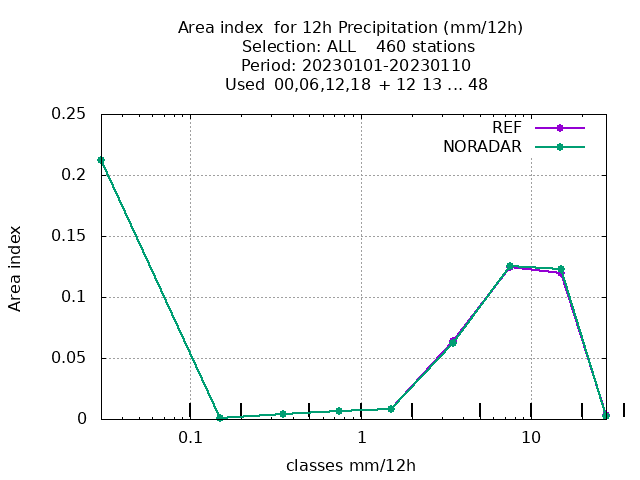 Area index  for 12h Precipitation (mm/12h)
Selection: ALL    460 stations
Period: 20230101-20230110
Used  00,06,12,18  + 12 13 ... 48
REF
NORADAR
0.25
0.2
0.15
0.1
0.05
0
Area index
0.1
1
10
classes mm/12h